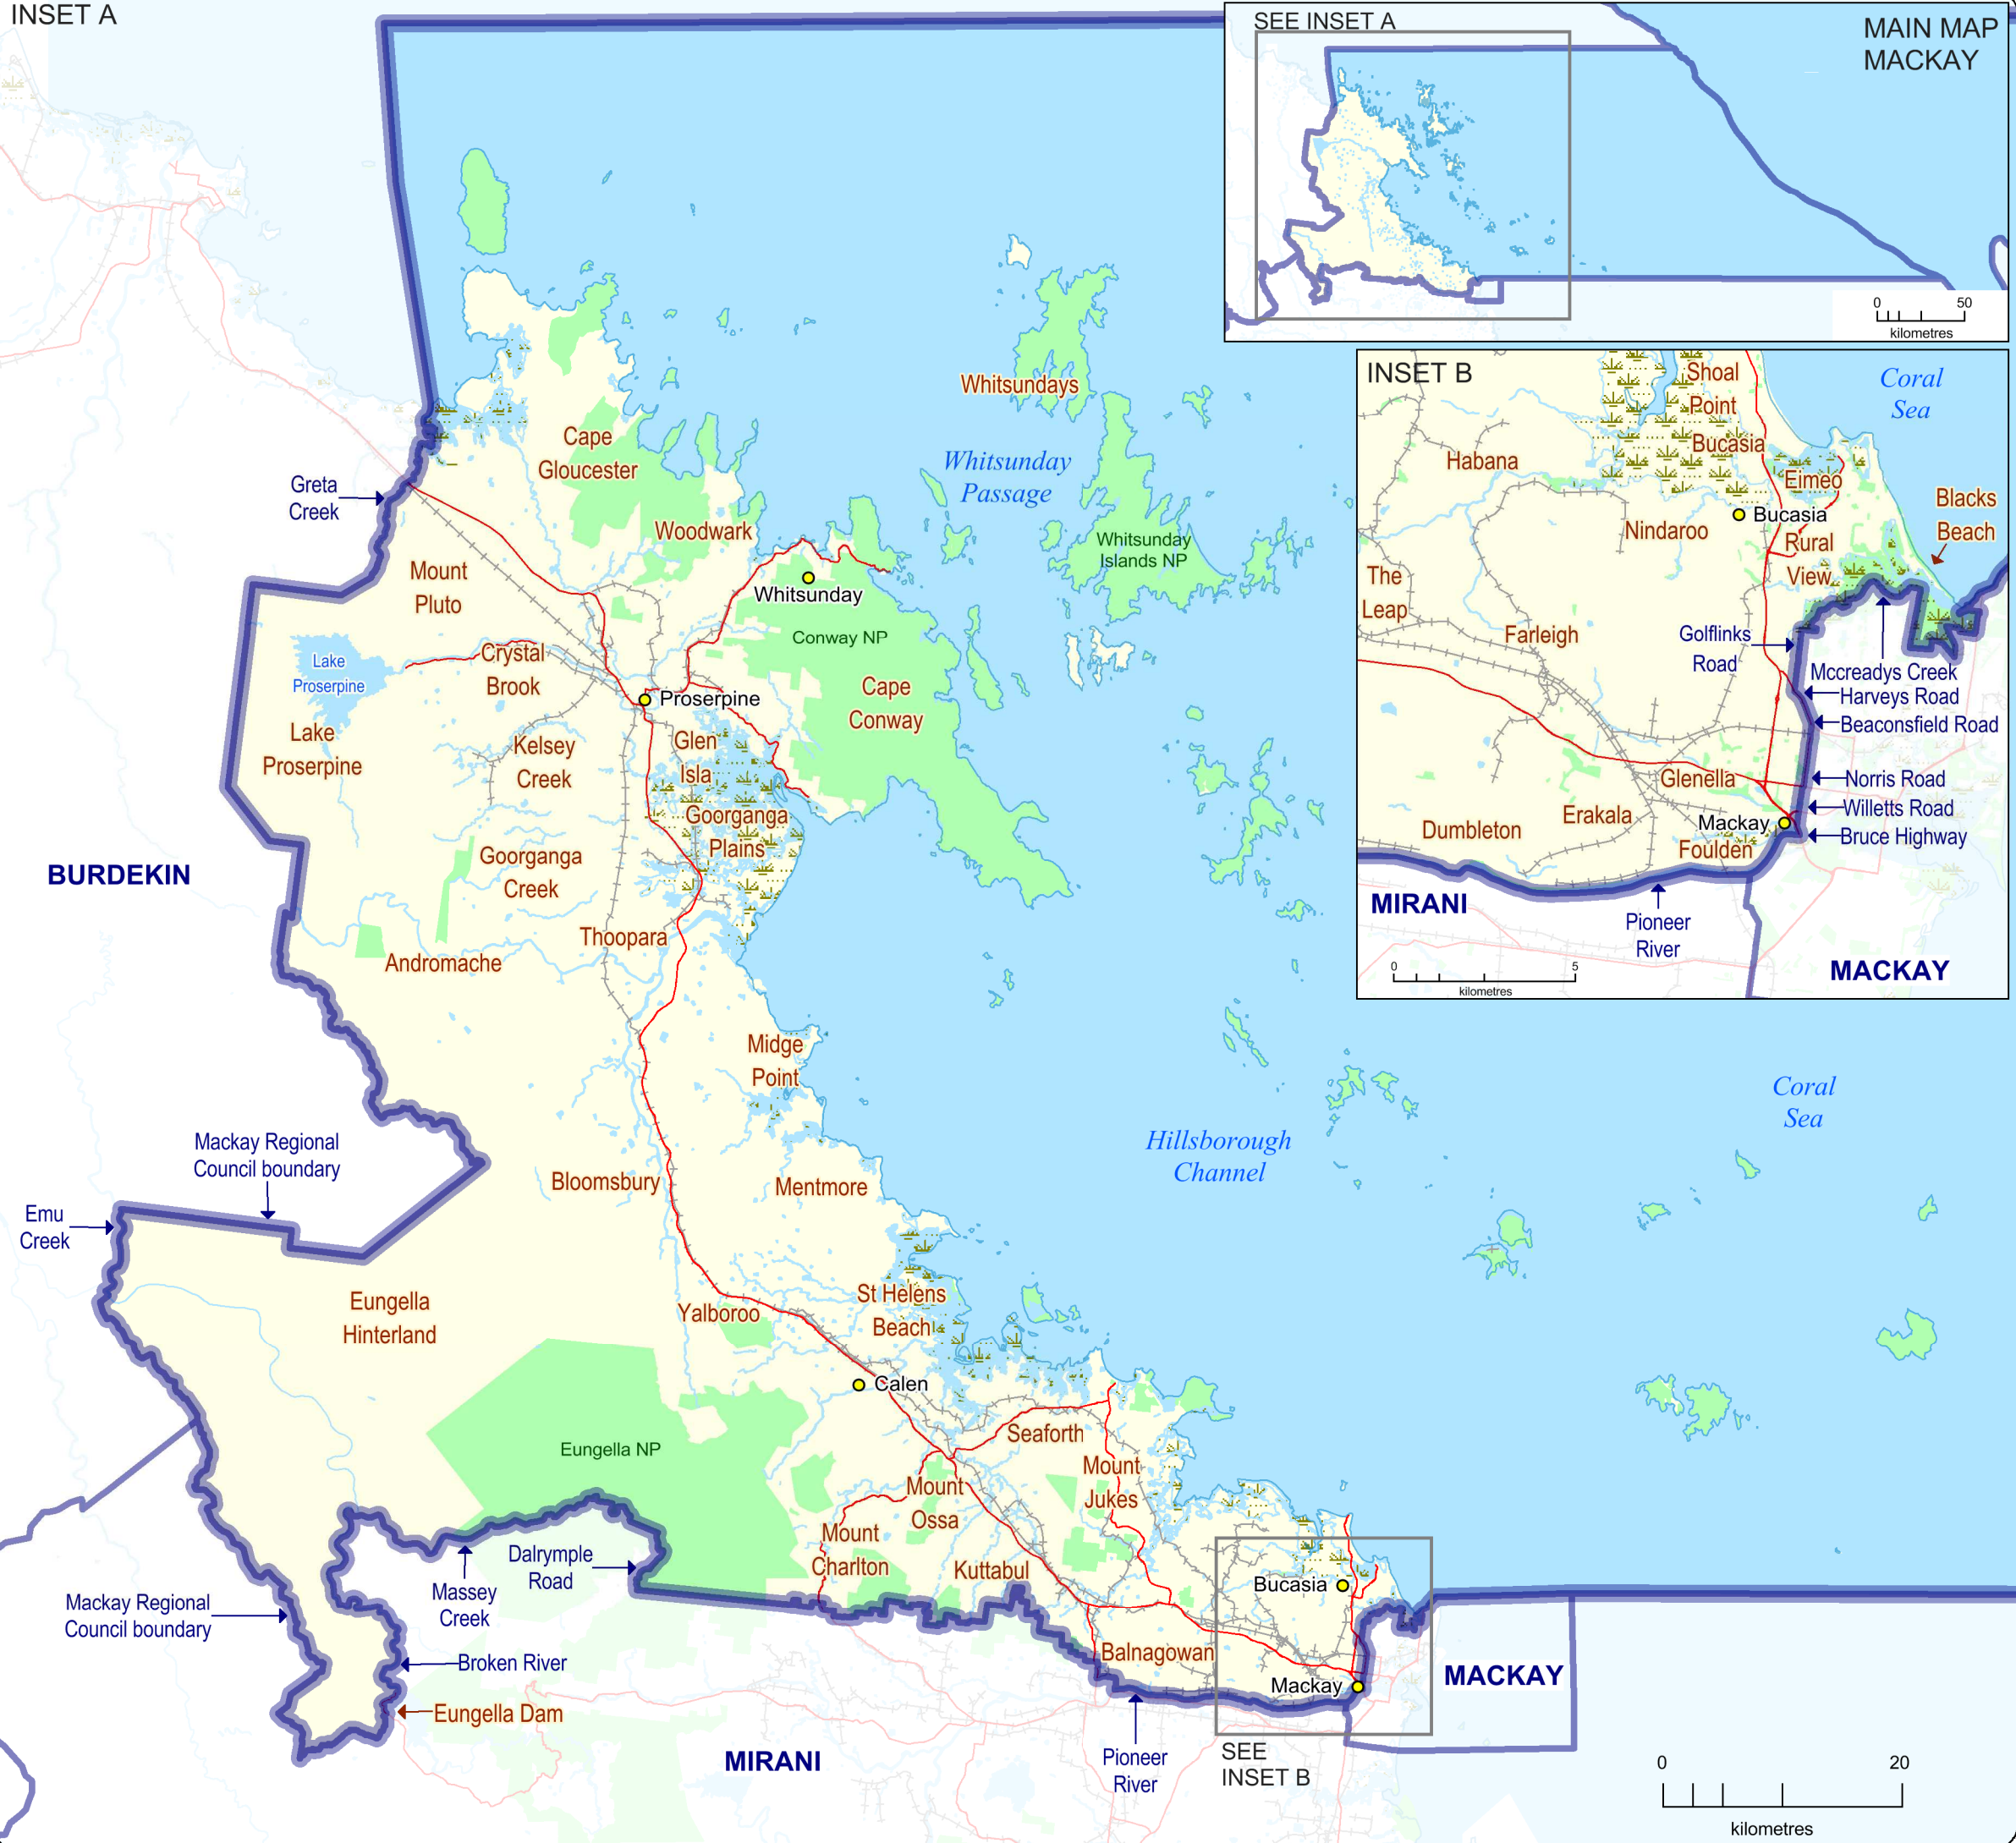 INSET A
SEE INSET A
MAIN MAP
MACKAY
0
50
kilometres
INSET B
Coral
Sea
Shoal
Point
Bucasia
Habana
Eimeo
Blacks
Beach
Bucasia
Nindaroo
Rural
View
The
Leap
Farleigh
Golflinks
Road
Mccreadys Creek
Harveys Road
Beaconsfield Road
Norris Road
Glenella
Willetts Road
Erakala
Mackay
Bruce Highway
Dumbleton
Foulden
MIRANI
Pioneer
River
MACKAY
0
5
kilometres
Whitsundays
Cape
Gloucester
Whitsunday
Passage
Greta
Creek
Woodwark
Whitsunday
Islands NP
Mount
Pluto
Whitsunday
Conway NP
Lake
Proserpine
Crystal
Brook
Proserpine
Cape
Conway
Lake
Proserpine
Kelsey
Creek
Glen
Isla
Goorganga
Plains
Goorganga
Creek
BURDEKIN
Thoopara
Andromache
Midge
Point
Coral
Sea
Hillsborough
Channel
Mackay Regional
Council boundary
Bloomsbury
Mentmore
Emu
Creek
Eungella
Hinterland
St Helens
Beach
Yalboroo
Calen
Seaforth
Eungella NP
Mount
Jukes
Mount
Ossa
Mount
Charlton
Dalrymple
Road
Kuttabul
Massey
Creek
Bucasia
Mackay Regional
Council boundary
Balnagowan
Broken River
Mackay
MACKAY
Eungella Dam
MIRANI
Pioneer
River
SEE
INSET B
0
20
kilometres